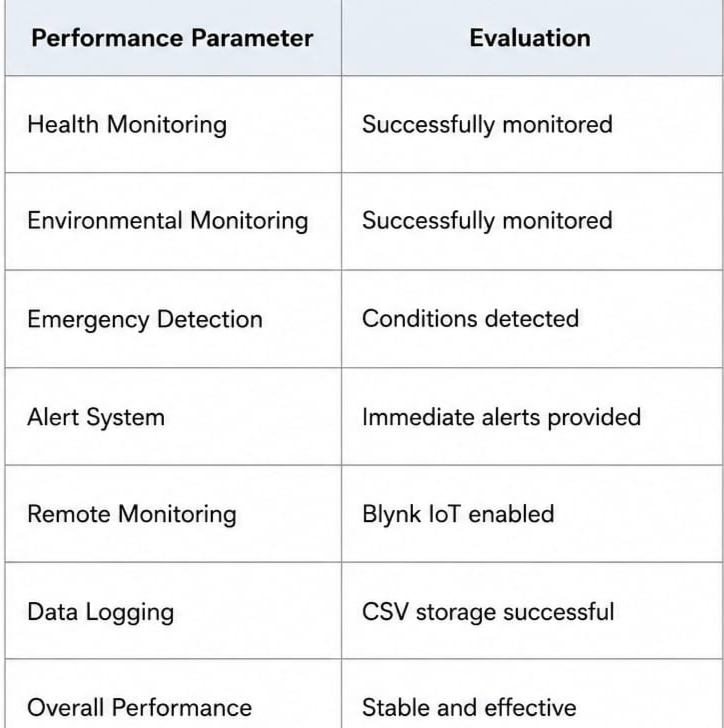 Performance Parameter Evaluation
Health Monitoring Successfully monitored
Environmental Monitoring Successfully monitored
Emergency Detection Conditions detected
Alert System Immediate alerts provided
Remote Monitoring Blynk IoT enabled
Data Logging CSV storage successful
Overall Performance Stable and effective